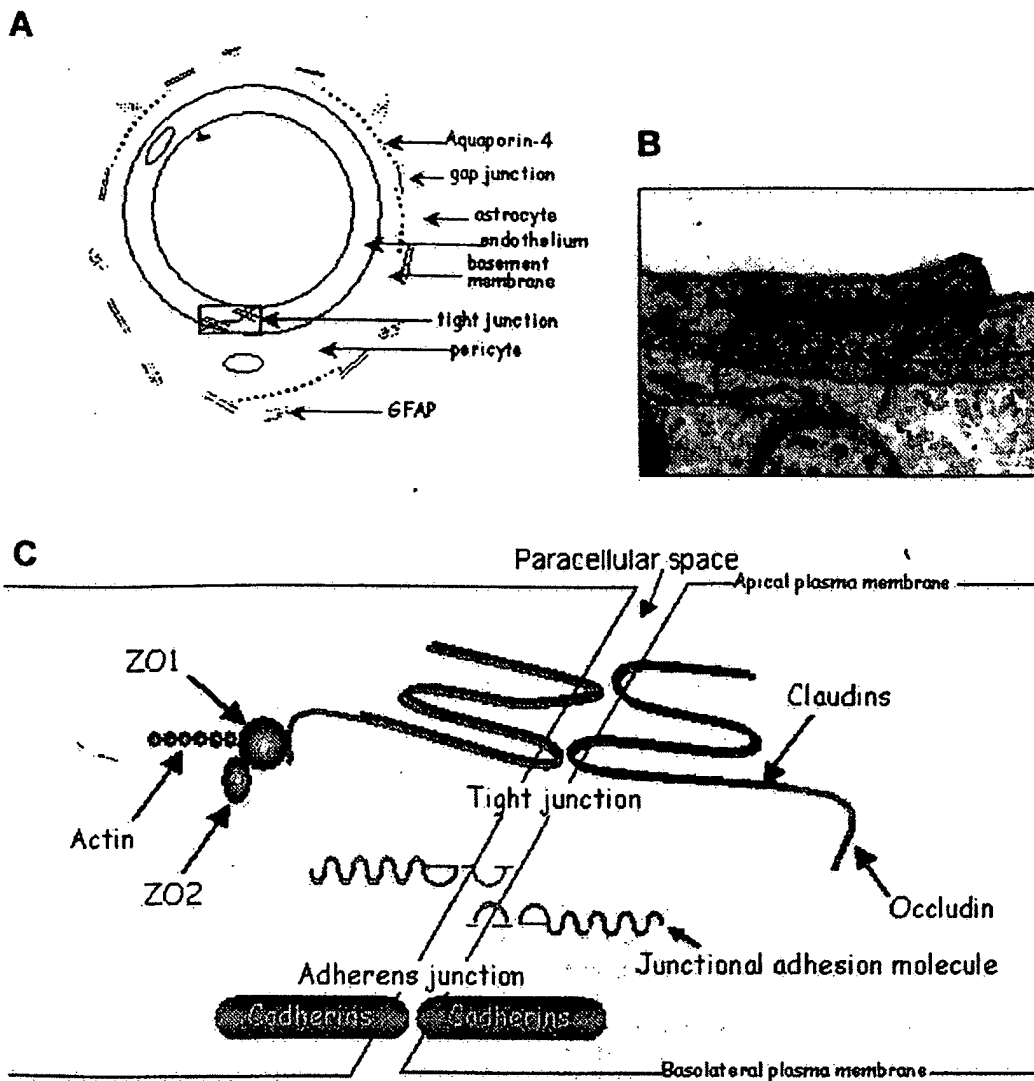 A
Aquaporin-4
gap junction
astrocyte
endothelium
basement
membrane
tight junction
pericyte
GFAP
B
C
Paracellular space
Apical plasma membrane
ZO1
Claudins
Tight junction
Actin
ZO2
Occludin
Junctional adhesion molecule
Adherens junction
Cadherins Cadherins
Basolateral plasma membrane